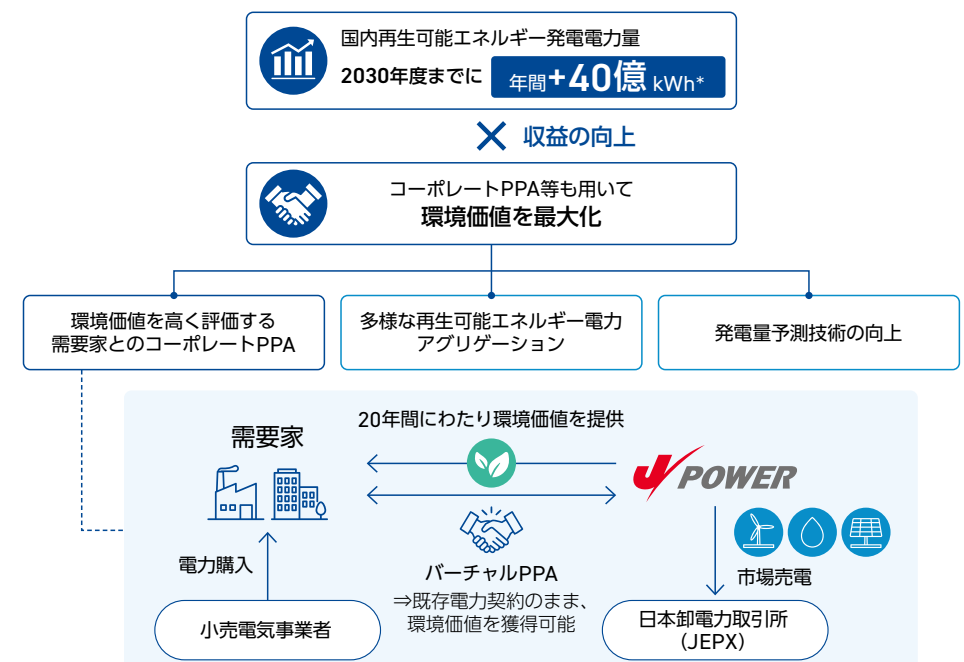 国内再生可能エネルギー発電電力量
2030年度までに 年間+40億 kWh*
収益の向上
コーポレートPPA等も用いて
環境価値を最大化
環境価値を高く評価する
需要家とのコーポレートPPA
多様な再生可能エネルギー電力
アグリゲーション
発電量予測技術の向上
20年間にわたり環境価値を提供
需要家
J POWER
電力購入
バーチャルPPA
⇒既存電力契約のまま、
環境価値を獲得可能
市場売電
小売電気事業者
日本卸電力取引所
(JEPX)